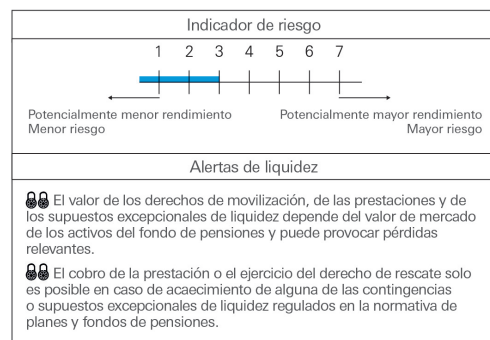 Indicador de riesgo
1 2 3 4 5 6 7
Potencialmente menor rendimiento
Menor riesgo
Potencialmente mayor rendimiento
Mayor riesgo
Alertas de liquidez
El valor de los derechos de movilización, de las prestaciones y de
los supuestos excepcionales de liquidez depende del valor de mercado
de los activos del fondo de pensiones y puede provocar pérdidas
relevantes.
El cobro de la prestación o el ejercicio del derecho de rescate solo
es posible en caso de acaecimiento de alguna de las contingencias
o supuestos excepcionales de liquidez regulados en la normativa de
planes y fondos de pensiones.